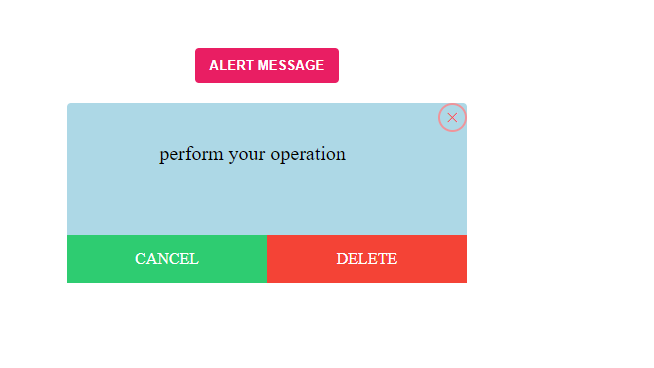 ALERT MESSAGE
perform your operation
CANCEL
DELETE